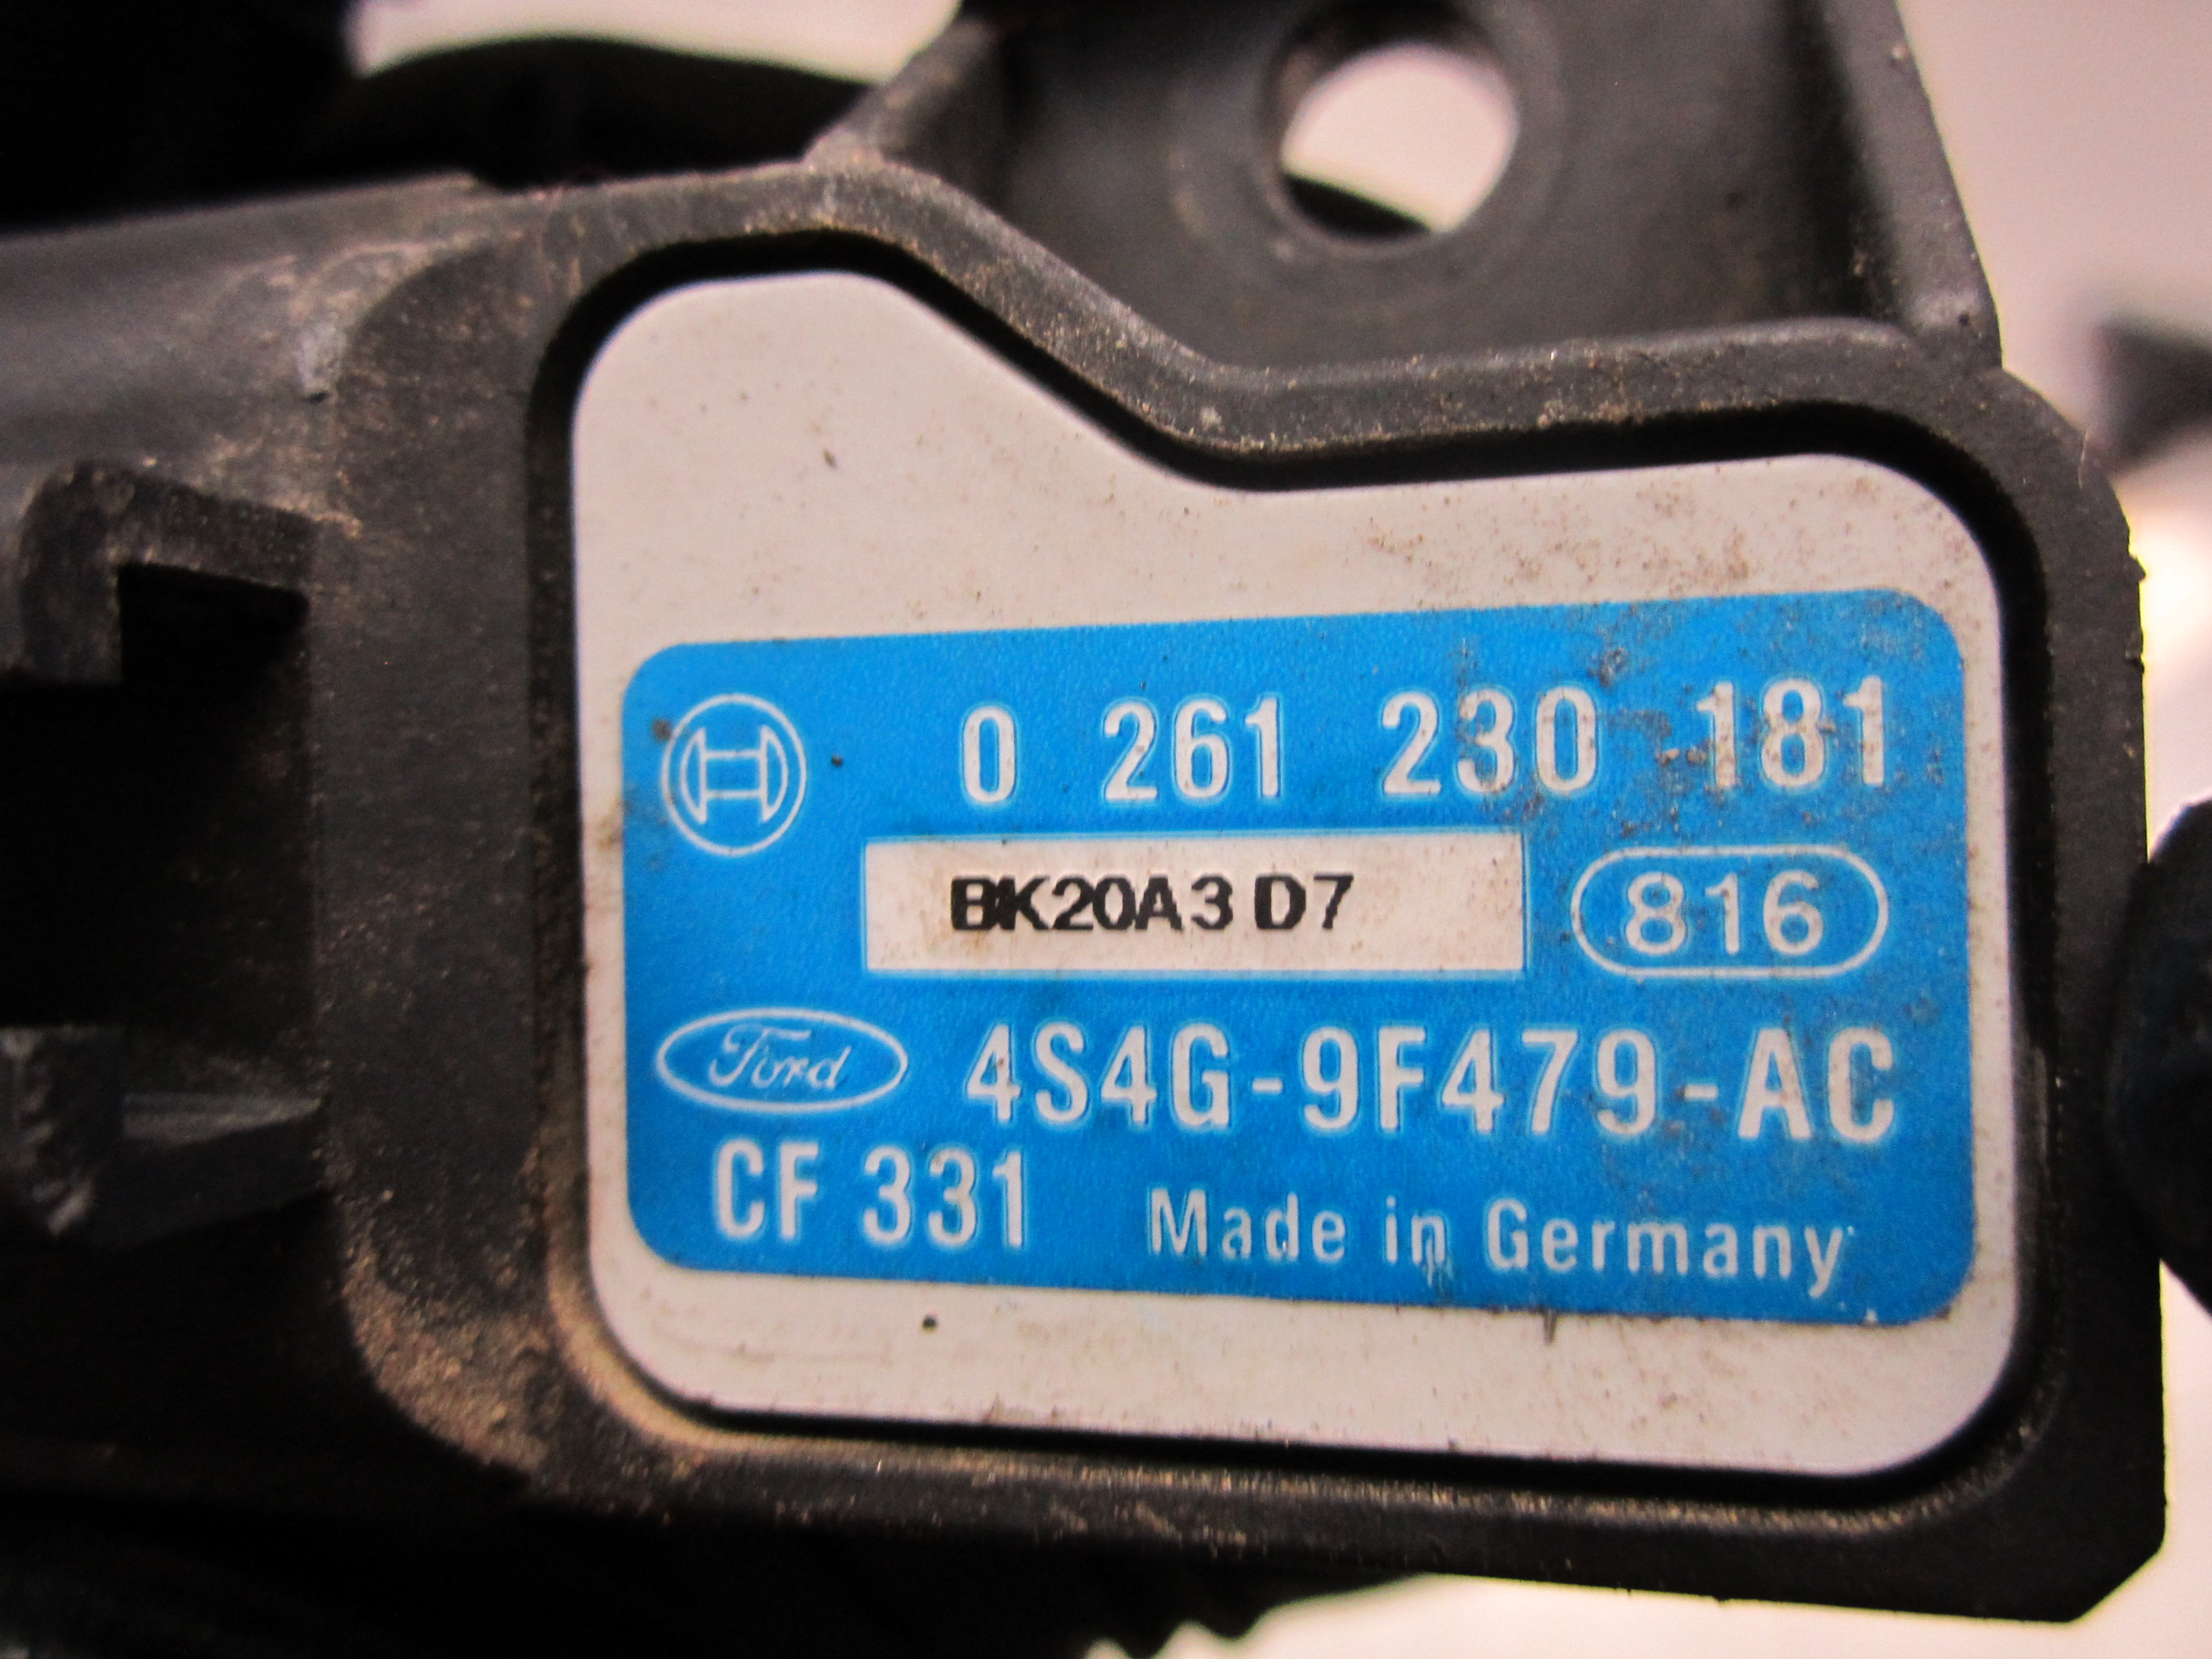 0 261 230 181
BK20A3 D7
816
Ford 4S4G-9F479-AC
CF 331 Made in Germany